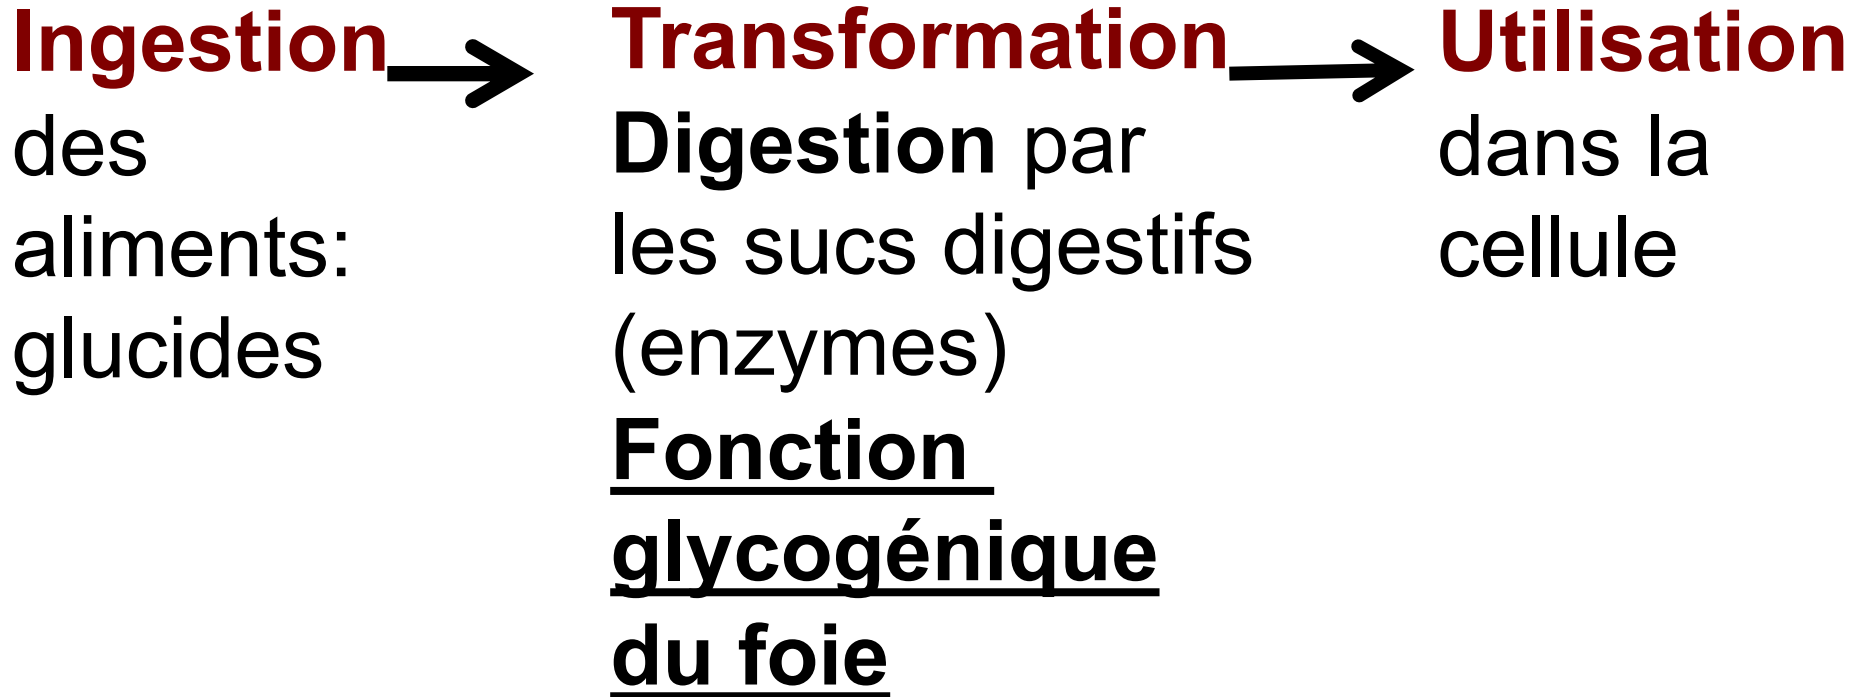 Ingestion
des
aliments:
glucides
Transformation
Digestion par
les sucs digestifs
(enzymes)
Fonction
glycogénique
du foie
Utilisation
dans la
cellule